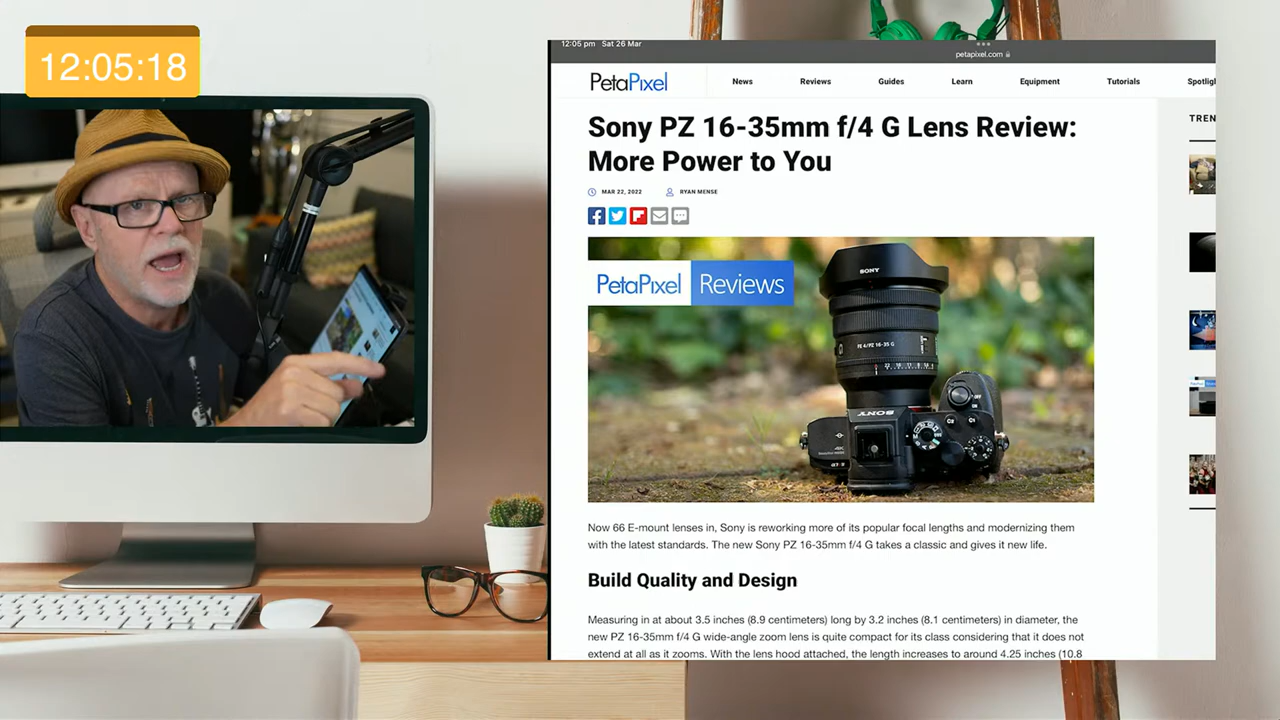 12:05:18
12:05 pm Sat 26 Mar
petapixel.com
PetaPixel
News Reviews Guides Learn Equipment Tutorials
Sony PZ 16-35mm f/4 G Lens Review:
More Power to You
MAR 22, 2022 RYAN MENSE
TREN
PetaPixel Reviews
SONY
PZ 4/PZ 16-35 G
SONY
Now 66 E-mount lenses in, Sony is reworking more of its popular focal lengths and modernizing them
with the latest standards. The new Sony PZ 16-35mm f/4 G takes a classic and gives it new life.
Build Quality and Design
Measuring in at about 3.5 inches (8.9 centimeters) long by 3.2 inches (8.1 centimeters) in diameter, the
new PZ 16-35mm f/4 G wide-angle zoom lens is quite compact for its class considering that it does not
extend at all as it zooms. With the lens hood attached, the length increases to around 4.25 inches (10.8